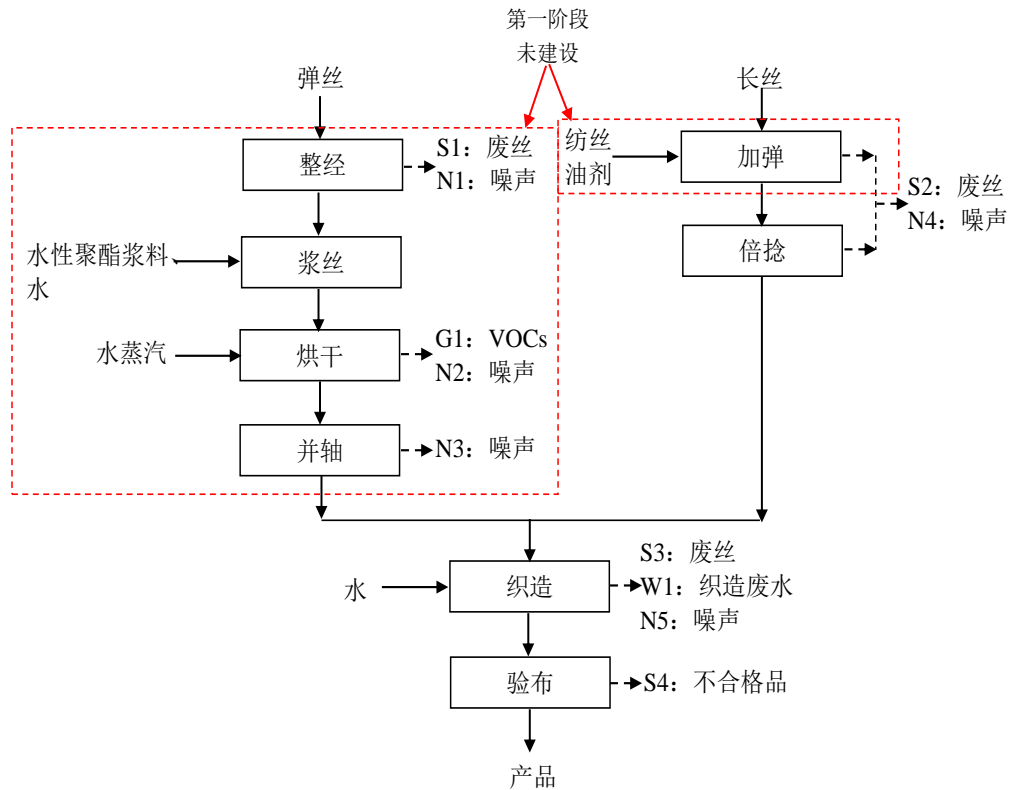 第一阶段
未建设
弹丝
长丝
整经
S1：废丝
N1：噪声
纺丝
油剂
加弹
S2：废丝
N4：噪声
水性聚酯浆料、
水
浆丝
倍捻
水蒸汽
烘干
G1：VOCs
N2：噪声
并轴
N3：噪声
水
织造
S3：废丝
W1：织造废水
N5：噪声
验布
S4：不合格品
产品